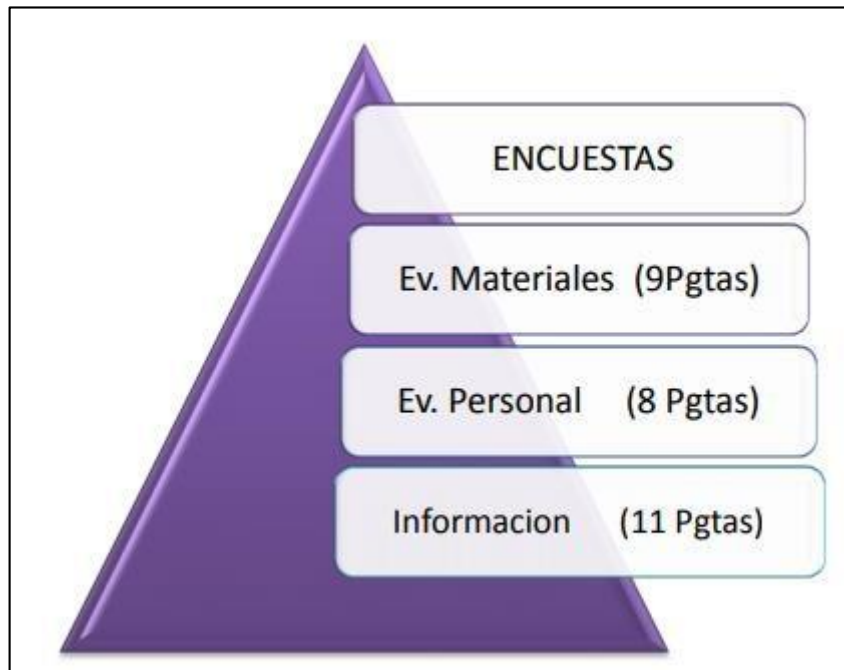 ENCUESTAS
Ev. Materiales (9Pgtas)
Ev. Personal (8 Pgtas)
Informacion (11 Pgtas)